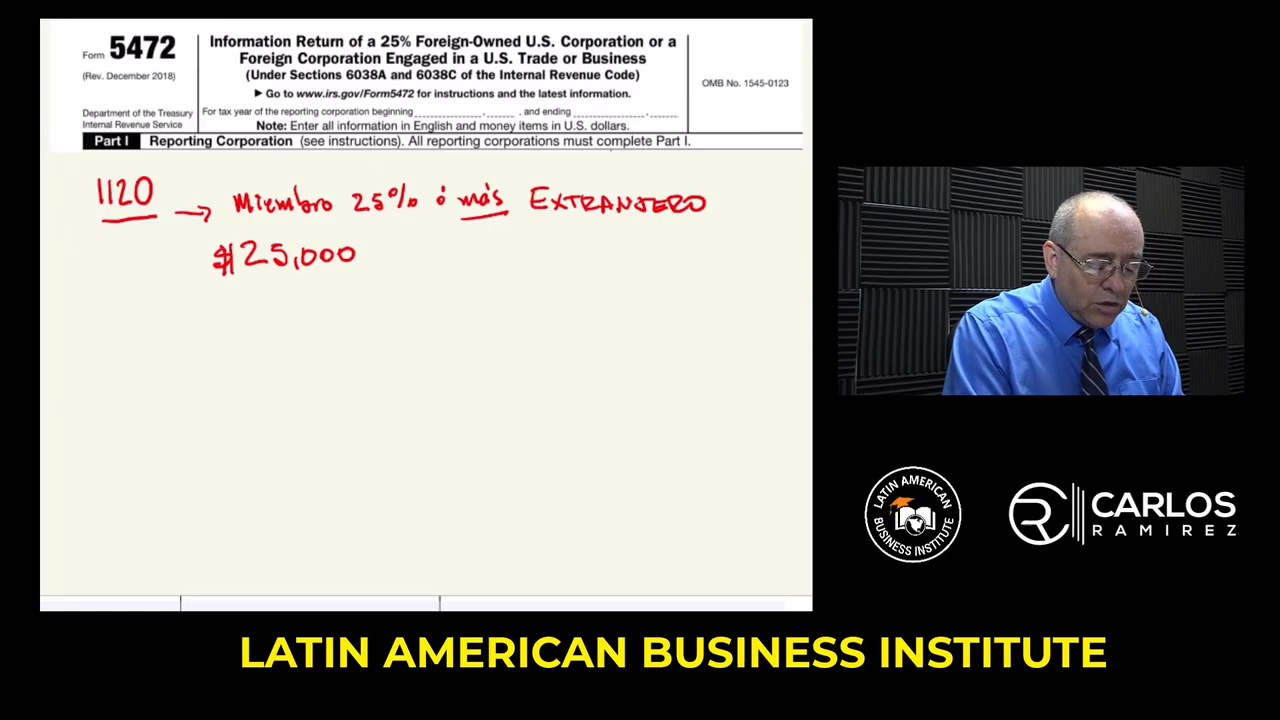 Form 5472
(Rev. December 2018)
Department of the Treasury
Internal Revenue Service
Information Return of a 25% Foreign-Owned U.S. Corporation or a
Foreign Corporation Engaged in a U.S. Trade or Business
(Under Sections 6038A and 6038C of the Internal Revenue Code)
▶ Go to www.irs.gov/Form5472 for instructions and the latest information.
For tax year of the reporting corporation beginning , , and ending ,
Note: Enter all information in English and money items in U.S. dollars.
OMB No. 1545-0123
Part I Reporting Corporation (see instructions). All reporting corporations must complete Part I.
1120 → Miembro 25% ó más EXTRANJERO
$25,000
LATIN AMERICAN
BUSINESS INSTITUTE
CARLOS
RAMIREZ
LATIN AMERICAN BUSINESS INSTITUTE